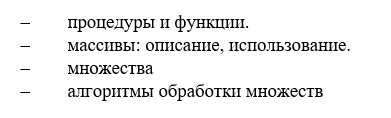 – процедуры и функции.
– массивы: описание, использование.
– множества
– алгоритмы обработки множеств